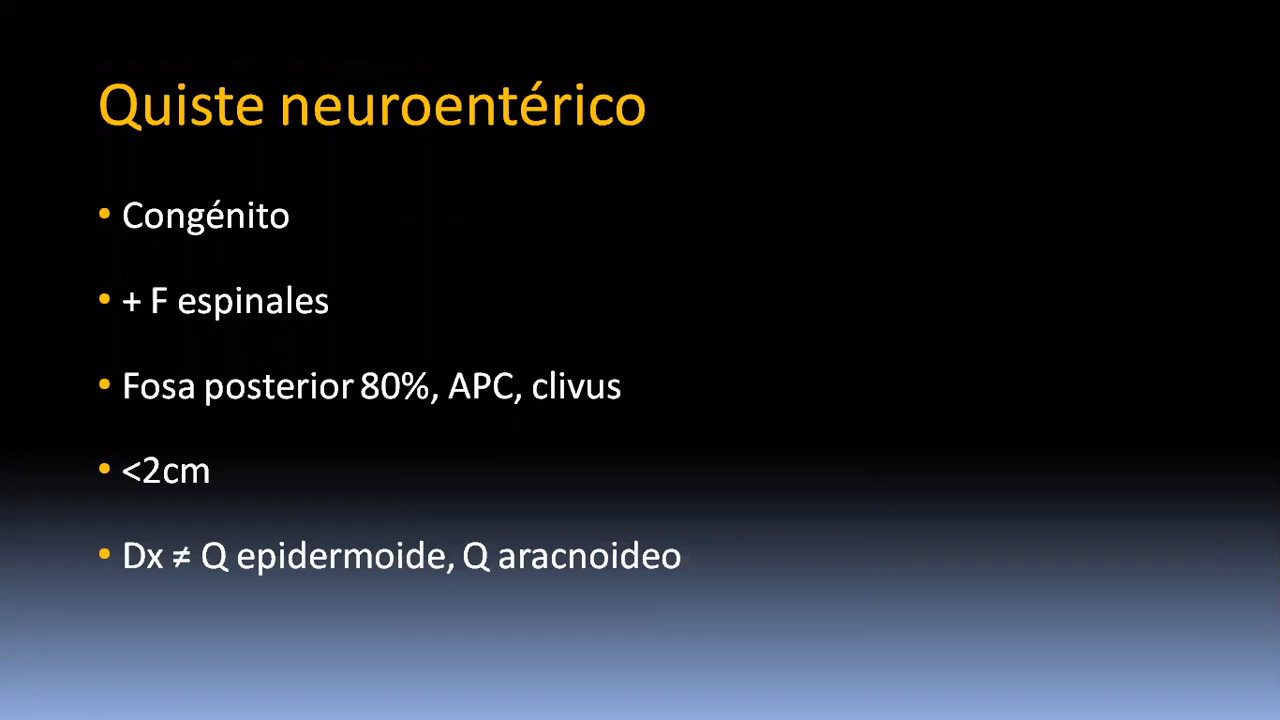 Quiste neuroentérico
• Congénito
• + F espinales
• Fosa posterior 80%, APC, clivus
• <2cm
• Dx ≠ Q epidermoide, Q aracnoideo